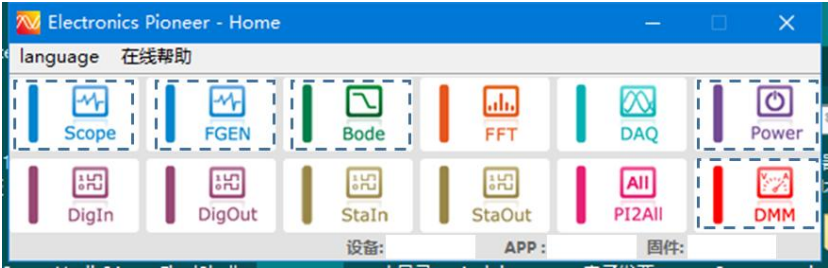 Electronics Pioneer - Home
language 在线帮助
Scope FGEN Bode FFT DAQ Power
All
DigIn DigOut StaIn StaOut PI2All DMM
设备: APP : 固件: